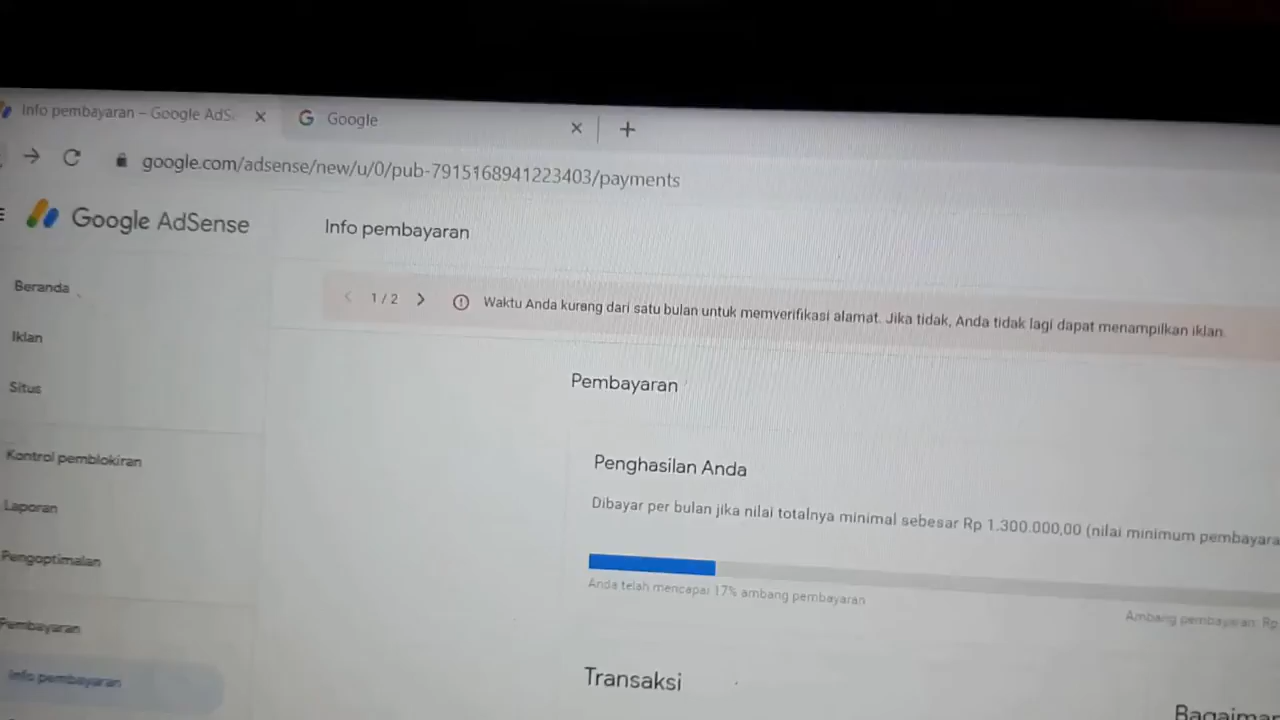 Info pembayaran – Google AdS
Google
google.com/adsense/new/u/0/pub-7915168941223403/payments
Google AdSense
Info pembayaran
Beranda
1 / 2
Waktu Anda kurang dari satu bulan untuk memverifikasi alamat. Jika tidak, Anda tidak lagi dapat menampilkan iklan.
Iklan
Situs
Pembayaran
Kontrol pemblokiran
Penghasilan Anda
Laporan
Dibayar per bulan jika nilai totalnya minimal sebesar Rp 1.300.000,00 (nilai minimum pembayara
Pengoptimalan
Anda telah mencapai 17% ambang pembayaran
Ambang pembayaran: Rp
Pembayaran
Info pembayaran
Transaksi
Bagaiman